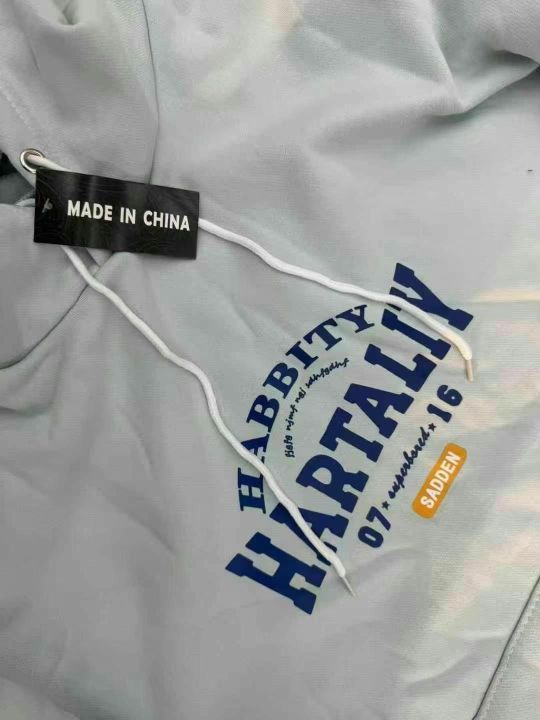 MADE IN CHINA
HABBITY
HARTALIY
07 ★ superbored ★ 16
SADDEN